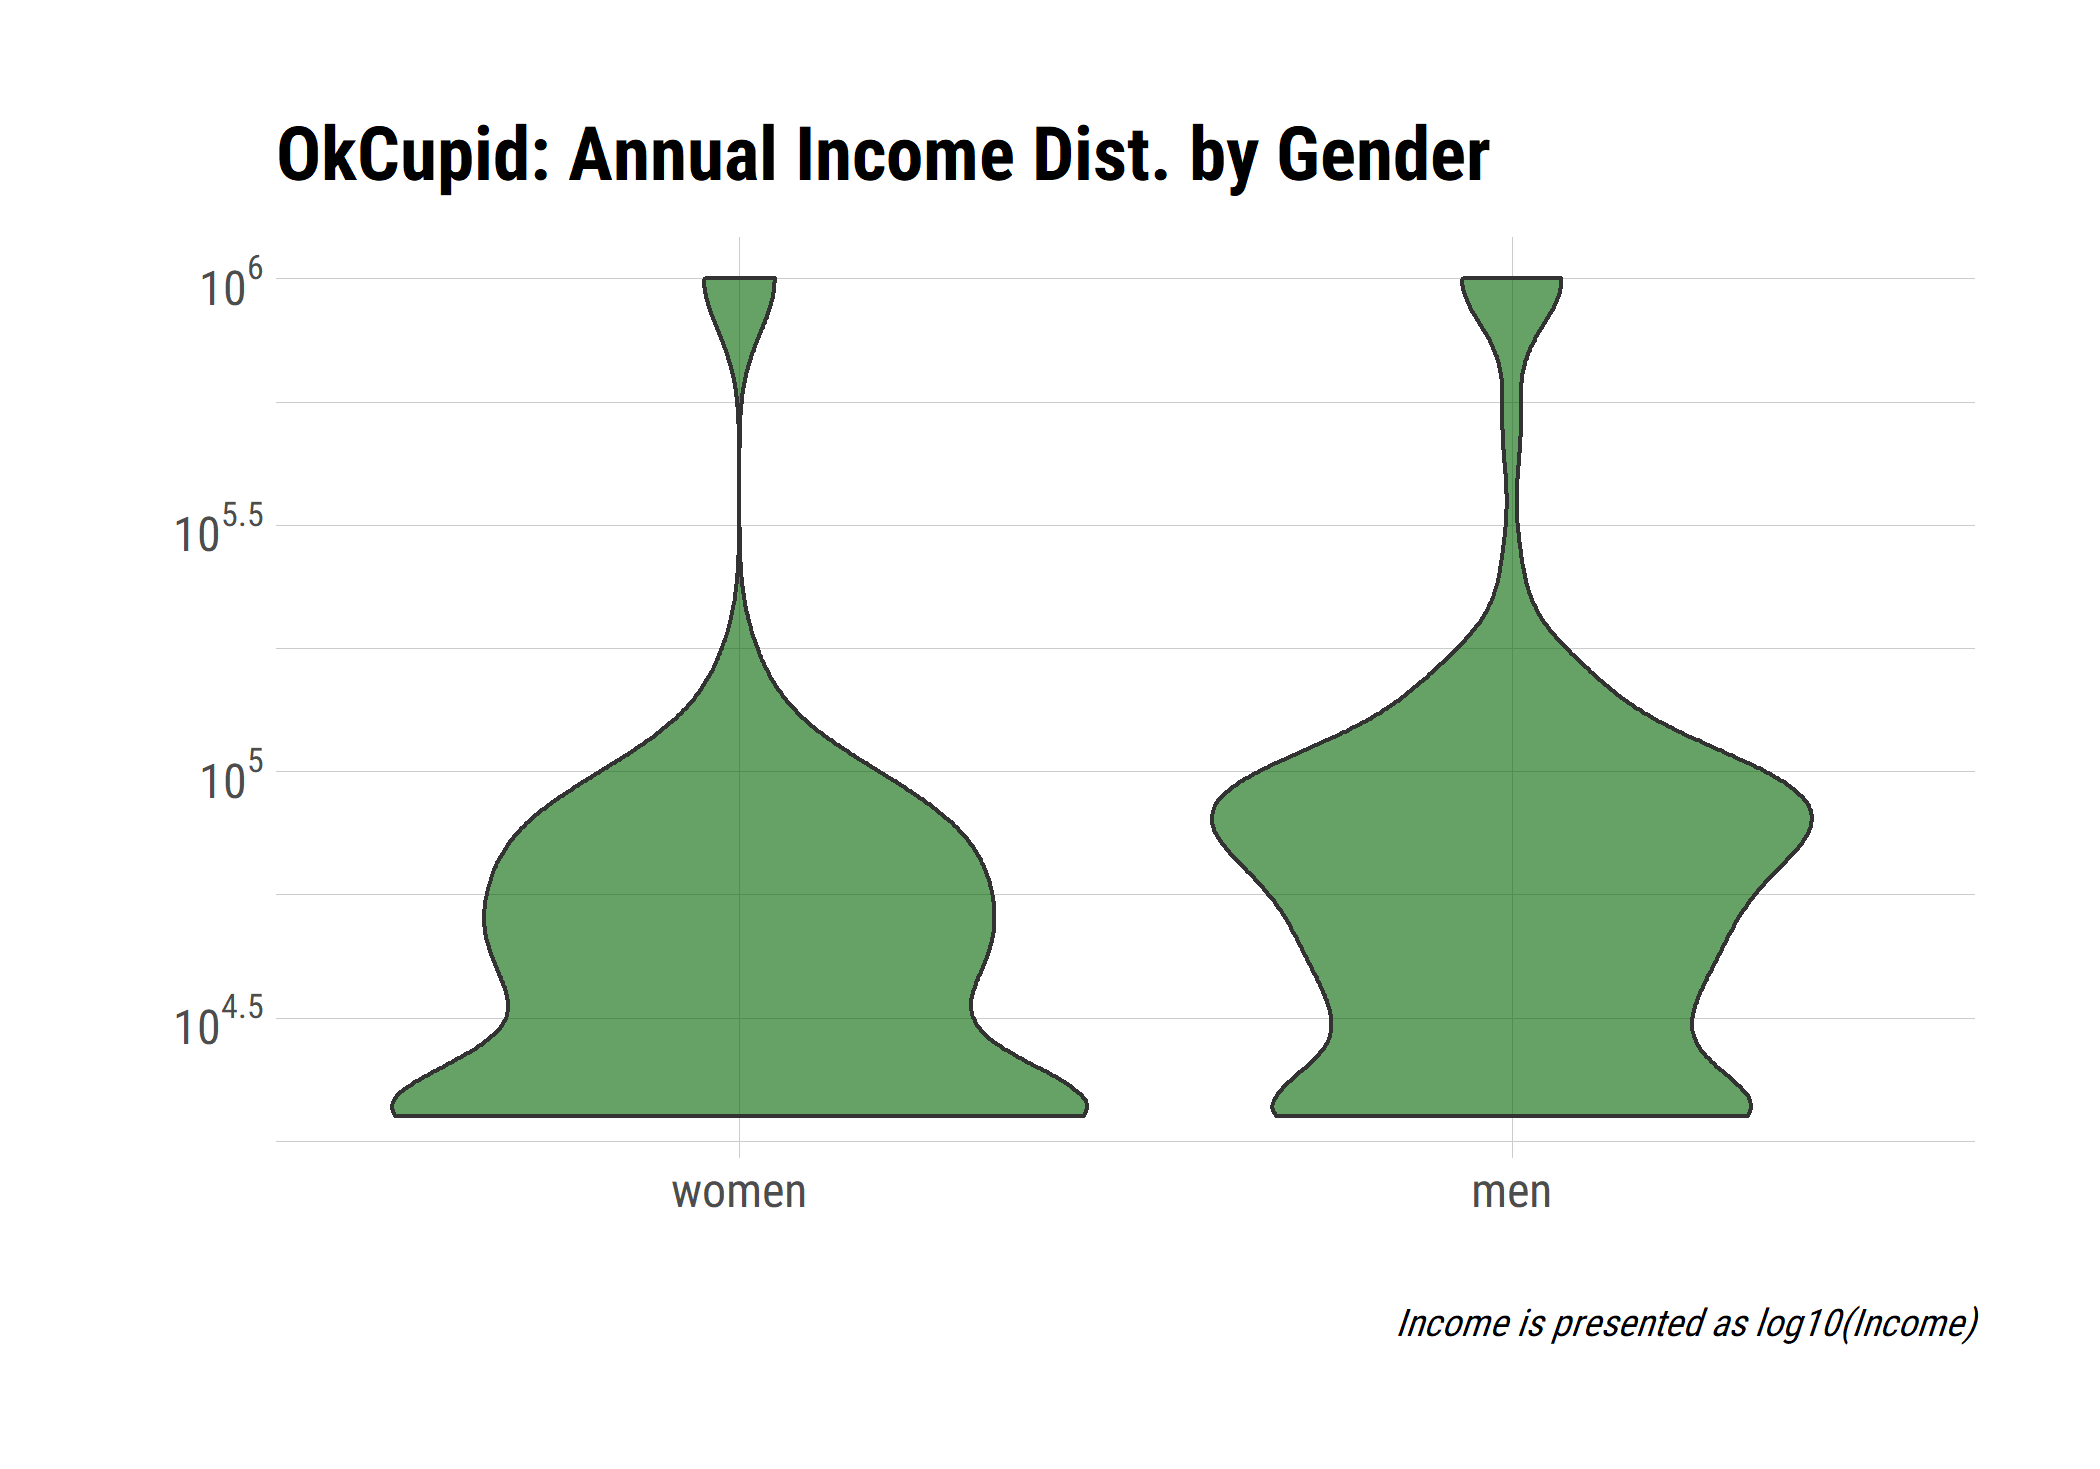 OkCupid: Annual Income Dist. by Gender
10^6
10^5.5
10^5
10^4.5
women men
Income is presented as log10(Income)